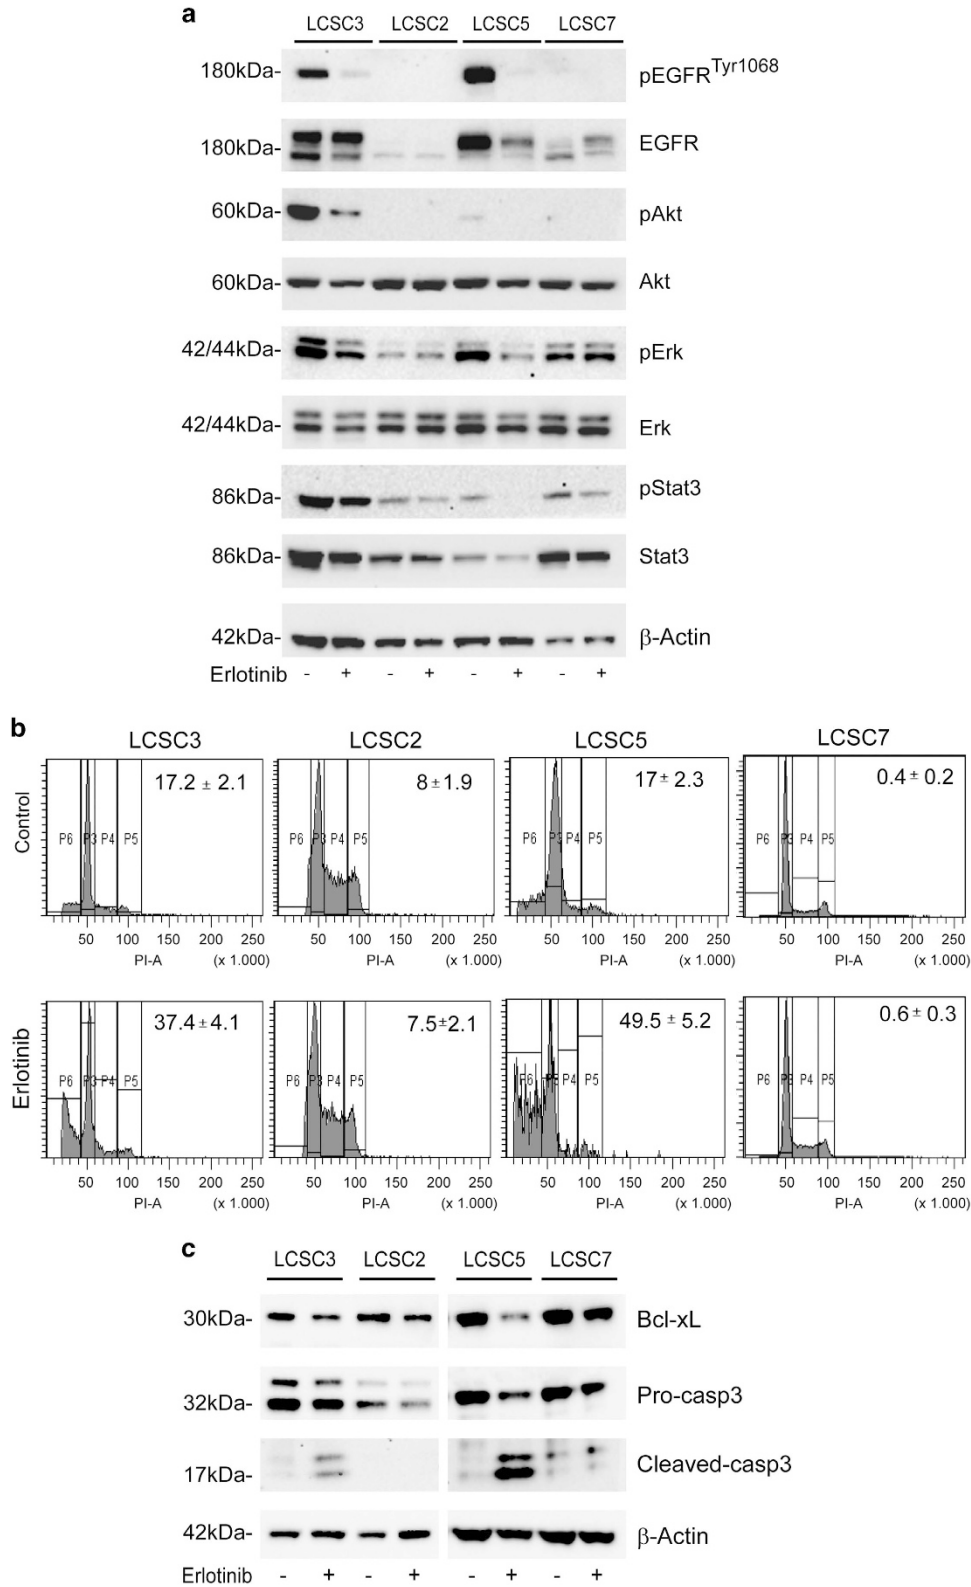 a
LCSC3 LCSC2 LCSC5 LCSC7
180kDa- pEGFR Tyr1068
180kDa- EGFR
60kDa- pAkt
60kDa- Akt
42/44kDa- pErk
42/44kDa- Erk
86kDa- pStat3
86kDa- Stat3
42kDa- β-Actin
Erlotinib - + - + - + - +
b
LCSC3 LCSC2 LCSC5 LCSC7
Control
17.2 ± 2.1 8 ± 1.9 17 ± 2.3 0.4 ± 0.2
P6 P3 P4 P5 P6 P3 P4 P5 P6 P3 P4 P5 P6 P3 P4 P5
50 100 150 200 250 50 100 150 200 250 50 100 150 200 250 50 100 150 200 250
PI-A (x 1.000) PI-A (x 1.000) PI-A (x 1.000) PI-A (x 1.000)
Erlotinib
37.4 ± 4.1 7.5±2.1 49.5 ± 5.2 0.6 ± 0.3
P6 P3 P4 P5 P6 P3 P4 P5 P6 P3 P4 P5 P6 P3 P4 P5
50 100 150 200 250 50 100 150 200 250 50 100 150 200 250 50 100 150 200 250
PI-A (x 1.000) PI-A (x 1.000) PI-A (x 1.000) PI-A (x 1.000)
c
LCSC3 LCSC2 LCSC5 LCSC7
30kDa- Bcl-xL
32kDa- Pro-casp3
17kDa- Cleaved-casp3
42kDa- β-Actin
Erlotinib - + - + - + - +